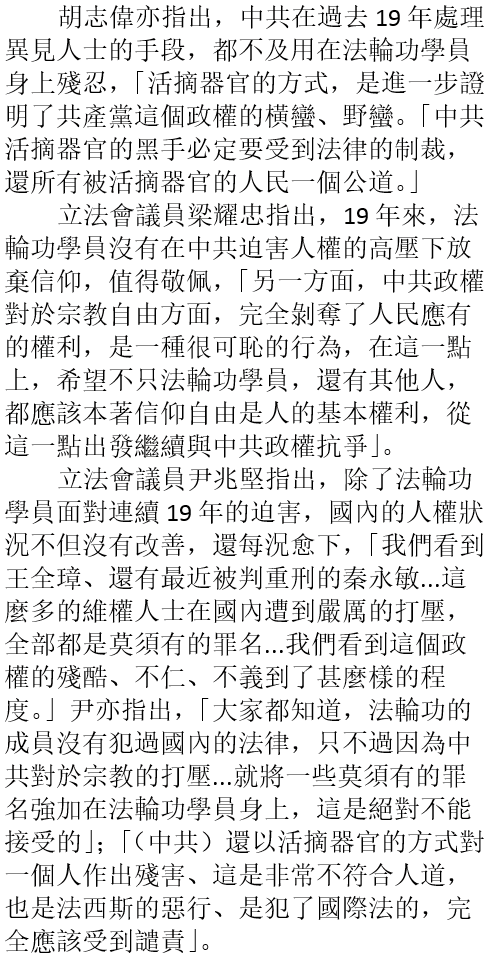 胡志偉亦指出，中共在過去 19 年處理
異見人士的手段，都不及用在法輪功學員
身上殘忍，「活摘器官的方式，是進一步證
明了共產黨這個政權的橫蠻、野蠻。「中共
活摘器官的黑手必定要受到法律的制裁，
還所有被活摘器官的人民一個公道。」
立法會議員梁耀忠指出，19 年來，法
輪功學員沒有在中共迫害人權的高壓下放
棄信仰，值得敬佩，「另一方面，中共政權
對於宗教自由方面，完全剝奪了人民應有
的權利，是一種很可恥的行為，在這一點
上，希望不只法輪功學員，還有其他人，
都應該本著信仰自由是人的基本權利，從
這一點出發繼續與中共政權抗爭」。
立法會議員尹兆堅指出，除了法輪功
學員面對連續 19 年的迫害，國內的人權狀
況不但沒有改善，還每況愈下，「我們看到
王全璋、還有最近被判重刑的秦永敏...這
麼多的維權人士在國內遭到嚴厲的打壓，
全部都是莫須有的罪名...我們看到這個政
權的殘酷、不仁、不義到了甚麼樣的程
度。」尹亦指出，「大家都知道，法輪功的
成員沒有犯過國內的法律，只不過因為中
共對於宗教的打壓...就將一些莫須有的罪
名強加在法輪功學員身上，這是絕對不能
接受的」；「（中共）還以活摘器官的方式對
一個人作出殘害、這是非常不符合人道，
也是法西斯的惡行、是犯了國際法的，完
全應該受到譴責」。